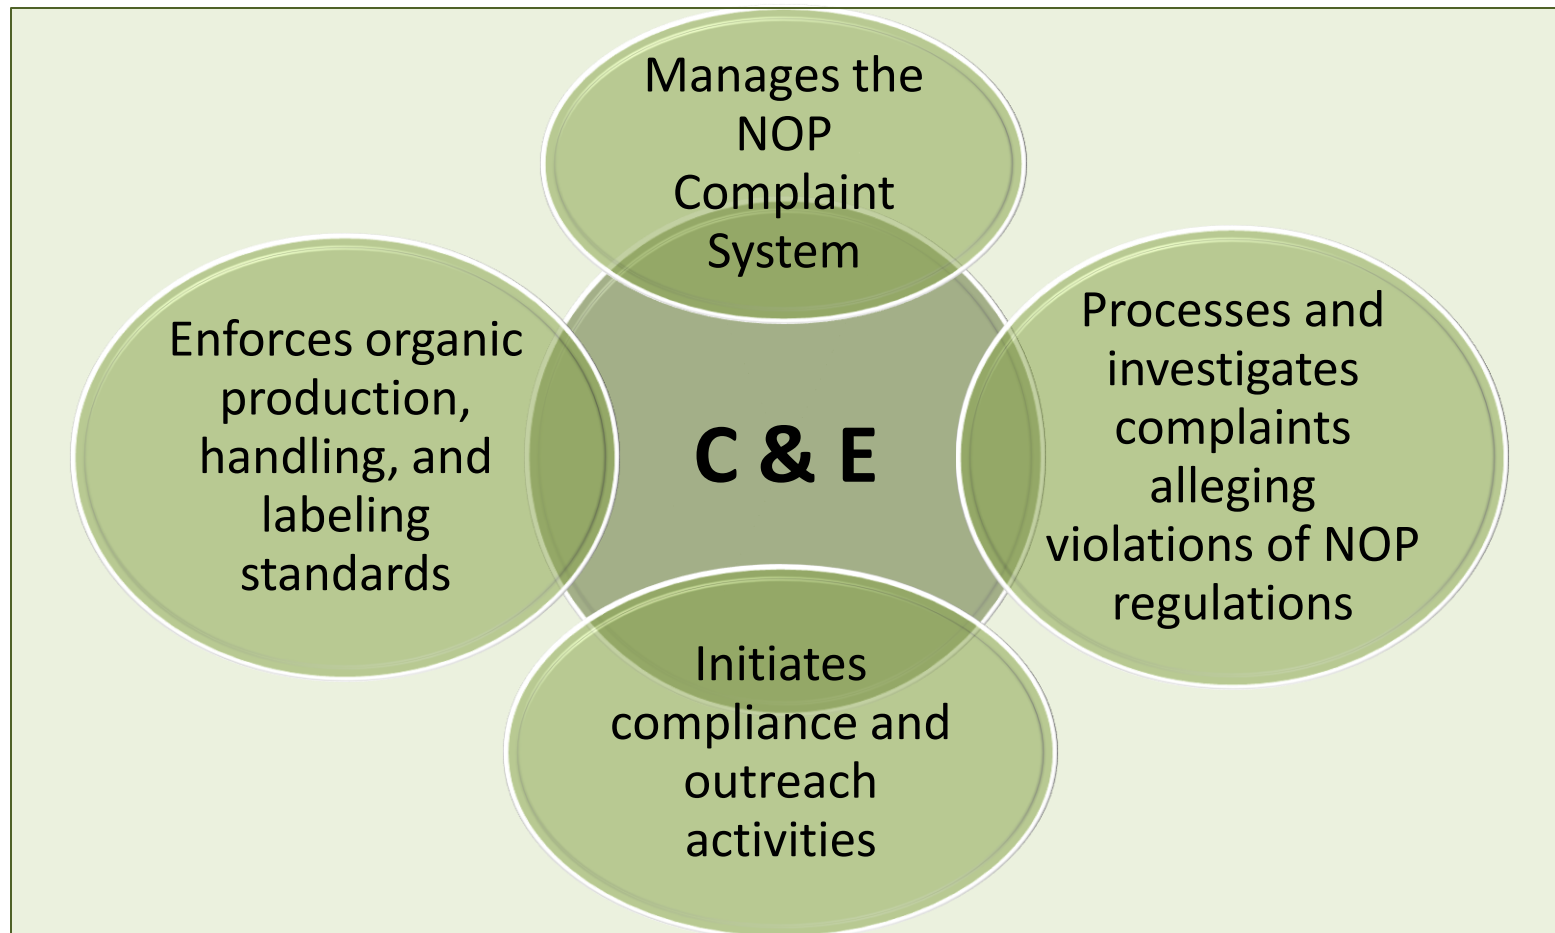 Manages the
NOP
Complaint
System
Enforces organic
production,
handling, and
labeling
standards
C & E
Processes and
investigates
complaints
alleging
violations of NOP
regulations
Initiates
compliance and
outreach
activities